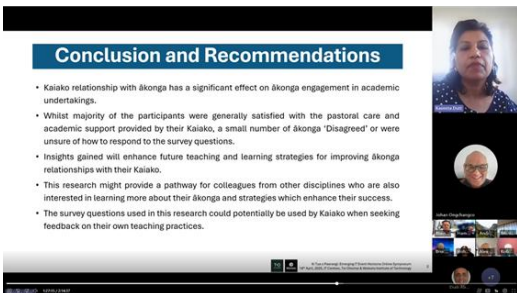 Conclusion and Recommendations
• Kaiako relationship with ākonga has a significant effect on ākonga engagement in academic
undertakings.
• Whilst majority of the participants were generally satisfied with the pastoral care and
academic support provided by their Kaiako, a small number of ākonga 'Disagreed' or were
unsure of how to respond to the survey questions.
• Insights gained will enhance future teaching and learning strategies for improving ākonga
relationships with their Kaiako.
• This research might provide a pathway for colleagues from other disciplines who are also
interested in learning more about their ākonga and strategies which enhance their success.
• The survey questions used in this research could potentially be used by Kaiako when seeking
feedback on their own teaching practices.
+7